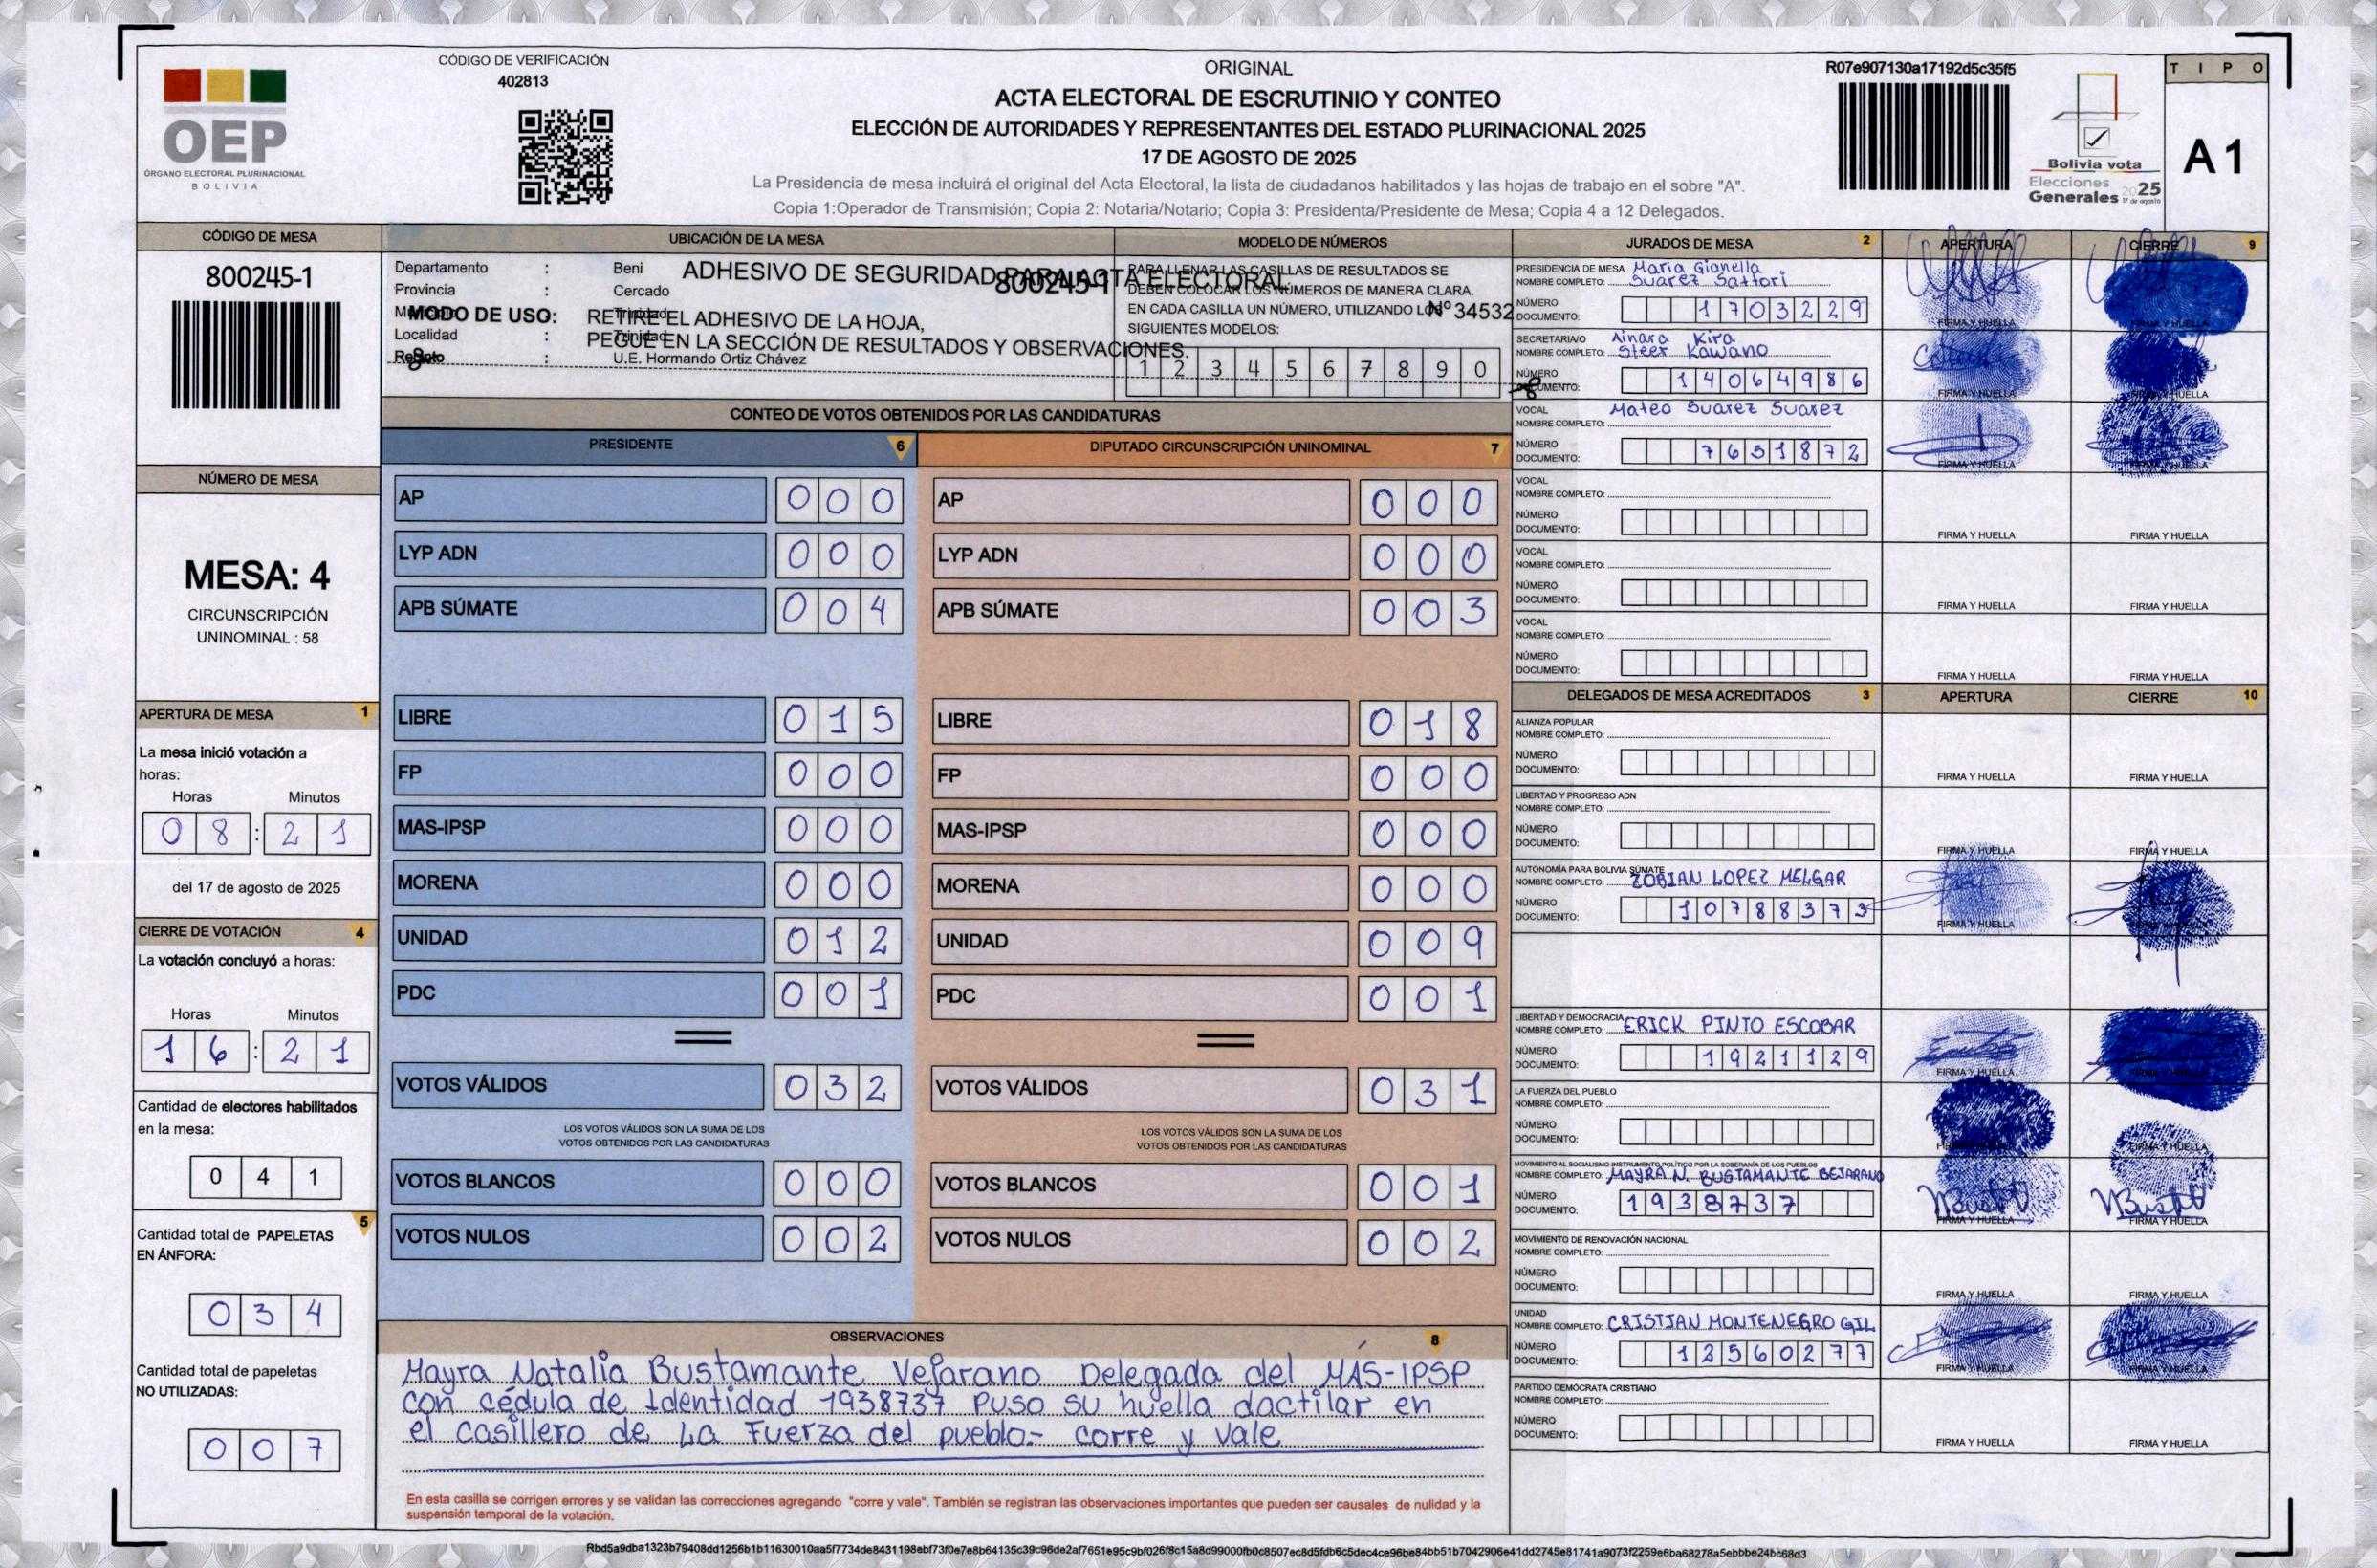 CÓDIGO DE VERIFICACIÓN
402813
OEP
ÓRGANO ELECTORAL PLURINACIONAL
BOLIVIA
ORIGINAL
ACTA ELECTORAL DE ESCRUTINIO Y CONTEO
ELECCIÓN DE AUTORIDADES Y REPRESENTANTES DEL ESTADO PLURINACIONAL 2025
17 DE AGOSTO DE 2025
La Presidencia de mesa incluirá el original del Acta Electoral, la lista de ciudadanos habilitados y las hojas de trabajo en el sobre "A".
Copia 1:Operador de Transmisión; Copia 2: Notaria/Notario; Copia 3: Presidenta/Presidente de Mesa; Copia 4 a 12 Delegados.
R07e907130a17192d5c35f5
Bolivia vota
Elecciones
Generales 2025
17 de agosto
TIPO
A 1
CÓDIGO DE MESA
800245-1
NÚMERO DE MESA
MESA: 4
CIRCUNSCRIPCIÓN
UNINOMINAL : 58
APERTURA DE MESA 1
La mesa inició votación a
horas:
Horas Minutos
08 : 21
del 17 de agosto de 2025
CIERRE DE VOTACIÓN 4
La votación concluyó a horas:
Horas Minutos
16 : 21
Cantidad de electores habilitados
en la mesa:
041
5
Cantidad total de PAPELETAS
EN ÁNFORA:
034
Cantidad total de papeletas
NO UTILIZADAS:
007
UBICACIÓN DE LA MESA
Departamento : Beni
Provincia : Cercado
Municipio Trinidad
Localidad Trinidad
Recinto : U.E. Hormando Ortiz Chávez
800245-1
ADHESIVO DE SEGURIDAD PARA ACTA ELECTORAL
Nº 34532
MODO DE USO: RETIRE EL ADHESIVO DE LA HOJA,
PEGUE EN LA SECCIÓN DE RESULTADOS Y OBSERVACIONES.
MODELO DE NÚMEROS
PARA LLENAR LAS CASILLAS DE RESULTADOS SE
DEBEN COLOCAR LOS NÚMEROS DE MANERA CLARA.
EN CADA CASILLA UN NÚMERO, UTILIZANDO LOS
SIGUIENTES MODELOS:
1 2 3 4 5 6 7 8 9 0
CONTEO DE VOTOS OBTENIDOS POR LAS CANDIDATURAS
PRESIDENTE 6
AP 000
LYP ADN 000
APB SÚMATE 004
LIBRE 015
FP 000
MAS-IPSP 000
MORENA 000
UNIDAD 012
PDC 001
VOTOS VÁLIDOS 032
LOS VOTOS VÁLIDOS SON LA SUMA DE LOS
VOTOS OBTENIDOS POR LAS CANDIDATURAS
VOTOS BLANCOS 000
VOTOS NULOS 002
DIPUTADO CIRCUNSCRIPCIÓN UNINOMINAL 7
AP 000
LYP ADN 000
APB SÚMATE 003
LIBRE 018
FP 000
MAS-IPSP 000
MORENA 000
UNIDAD 009
PDC 001
VOTOS VÁLIDOS 031
LOS VOTOS VÁLIDOS SON LA SUMA DE LOS
VOTOS OBTENIDOS POR LAS CANDIDATURAS
VOTOS BLANCOS 001
VOTOS NULOS 002
OBSERVACIONES 8
Mayra Natalia Bustamante Vejarano Delegada del MAS-IPSP
con cédula de Identidad 1938737 Puso su huella dactilar en
el casillero de La Fuerza del pueblo.- corre y vale
En esta casilla se corrigen errores y se validan las correcciones agregando "corre y vale". También se registran las observaciones importantes que pueden ser causales de nulidad y la
suspensión temporal de la votación.
JURADOS DE MESA 2 APERTURA CIERRE 9
PRESIDENCIA DE MESA
NOMBRE COMPLETO: Maria Gianella
Suarez Sattori
NÚMERO
DOCUMENTO: 1703229
FIRMA Y HUELLA FIRMA Y HUELLA
SECRETARIA/O
NOMBRE COMPLETO: Ainara Kira
Steer Kawano
NÚMERO
DOCUMENTO: 14064986
FIRMA Y HUELLA FIRMA Y HUELLA
VOCAL
NOMBRE COMPLETO: Mateo Suarez Suarez
NÚMERO
DOCUMENTO: 7651872
FIRMA Y HUELLA FIRMA Y HUELLA
VOCAL
NOMBRE COMPLETO:
NÚMERO
DOCUMENTO:
FIRMA Y HUELLA FIRMA Y HUELLA
VOCAL
NOMBRE COMPLETO:
NÚMERO
DOCUMENTO:
FIRMA Y HUELLA FIRMA Y HUELLA
VOCAL
NOMBRE COMPLETO:
NÚMERO
DOCUMENTO:
FIRMA Y HUELLA FIRMA Y HUELLA
DELEGADOS DE MESA ACREDITADOS 3 APERTURA CIERRE 10
ALIANZA POPULAR
NOMBRE COMPLETO:
NÚMERO
DOCUMENTO:
FIRMA Y HUELLA FIRMA Y HUELLA
LIBERTAD Y PROGRESO ADN
NOMBRE COMPLETO:
NÚMERO
DOCUMENTO:
FIRMA Y HUELLA FIRMA Y HUELLA
AUTONOMÍA PARA BOLIVIA SÚMATE
NOMBRE COMPLETO: ZOBIAN LOPEZ MELGAR
NÚMERO
DOCUMENTO: 10788373
FIRMA Y HUELLA
LIBERTAD Y DEMOCRACIA
NOMBRE COMPLETO: ERICK PINTO ESCOBAR
NÚMERO
DOCUMENTO: 1921129
FIRMA Y HUELLA FIRMA Y HUELLA
LA FUERZA DEL PUEBLO
NOMBRE COMPLETO:
NÚMERO
DOCUMENTO:
FIRMA Y HUELLA FIRMA Y HUELLA
MOVIMIENTO AL SOCIALISMO-INSTRUMENTO POLÍTICO POR LA SOBERANÍA DE LOS PUEBLOS
NOMBRE COMPLETO: MAYRA N. BUSTAMANTE BEJARANO
NÚMERO
DOCUMENTO: 1938737
FIRMA Y HUELLA FIRMA Y HUELLA
MOVIMIENTO DE RENOVACIÓN NACIONAL
NOMBRE COMPLETO:
NÚMERO
DOCUMENTO:
FIRMA Y HUELLA FIRMA Y HUELLA
UNIDAD
NOMBRE COMPLETO: CRISTIAN MONTENEGRO GIL
NÚMERO
DOCUMENTO: 12560277
FIRMA Y HUELLA FIRMA Y HUELLA
PARTIDO DEMÓCRATA CRISTIANO
NOMBRE COMPLETO:
NÚMERO
DOCUMENTO:
FIRMA Y HUELLA FIRMA Y HUELLA